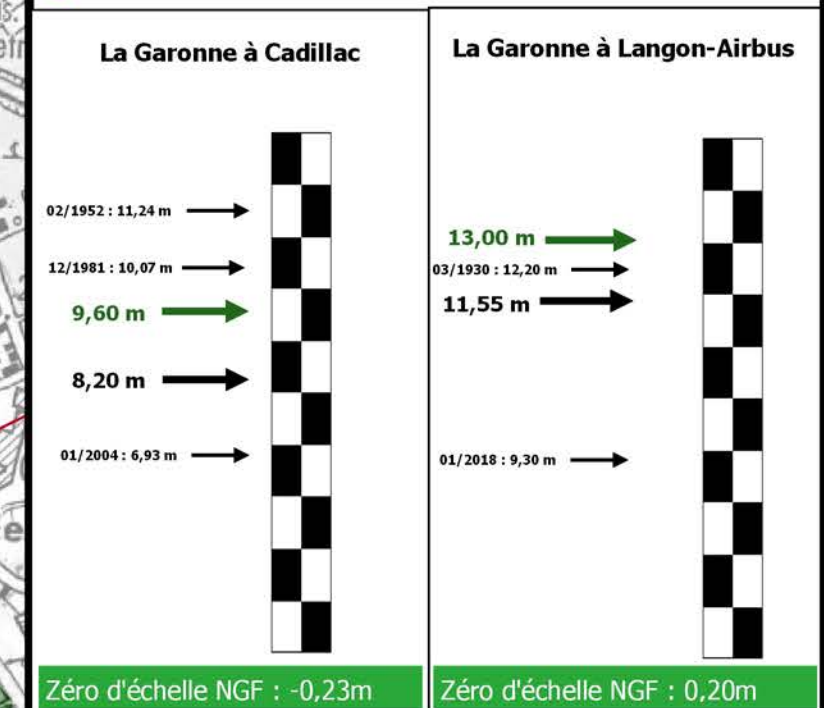 La Garonne à Cadillac
02/1952 : 11,24 m
12/1981 : 10,07 m
9,60 m
8,20 m
01/2004 : 6,93 m
Zéro d'échelle NGF : -0,23m
La Garonne à Langon-Airbus
13,00 m
03/1930 : 12,20 m
11,55 m
01/2018 : 9,30 m
Zéro d'échelle NGF : 0,20m